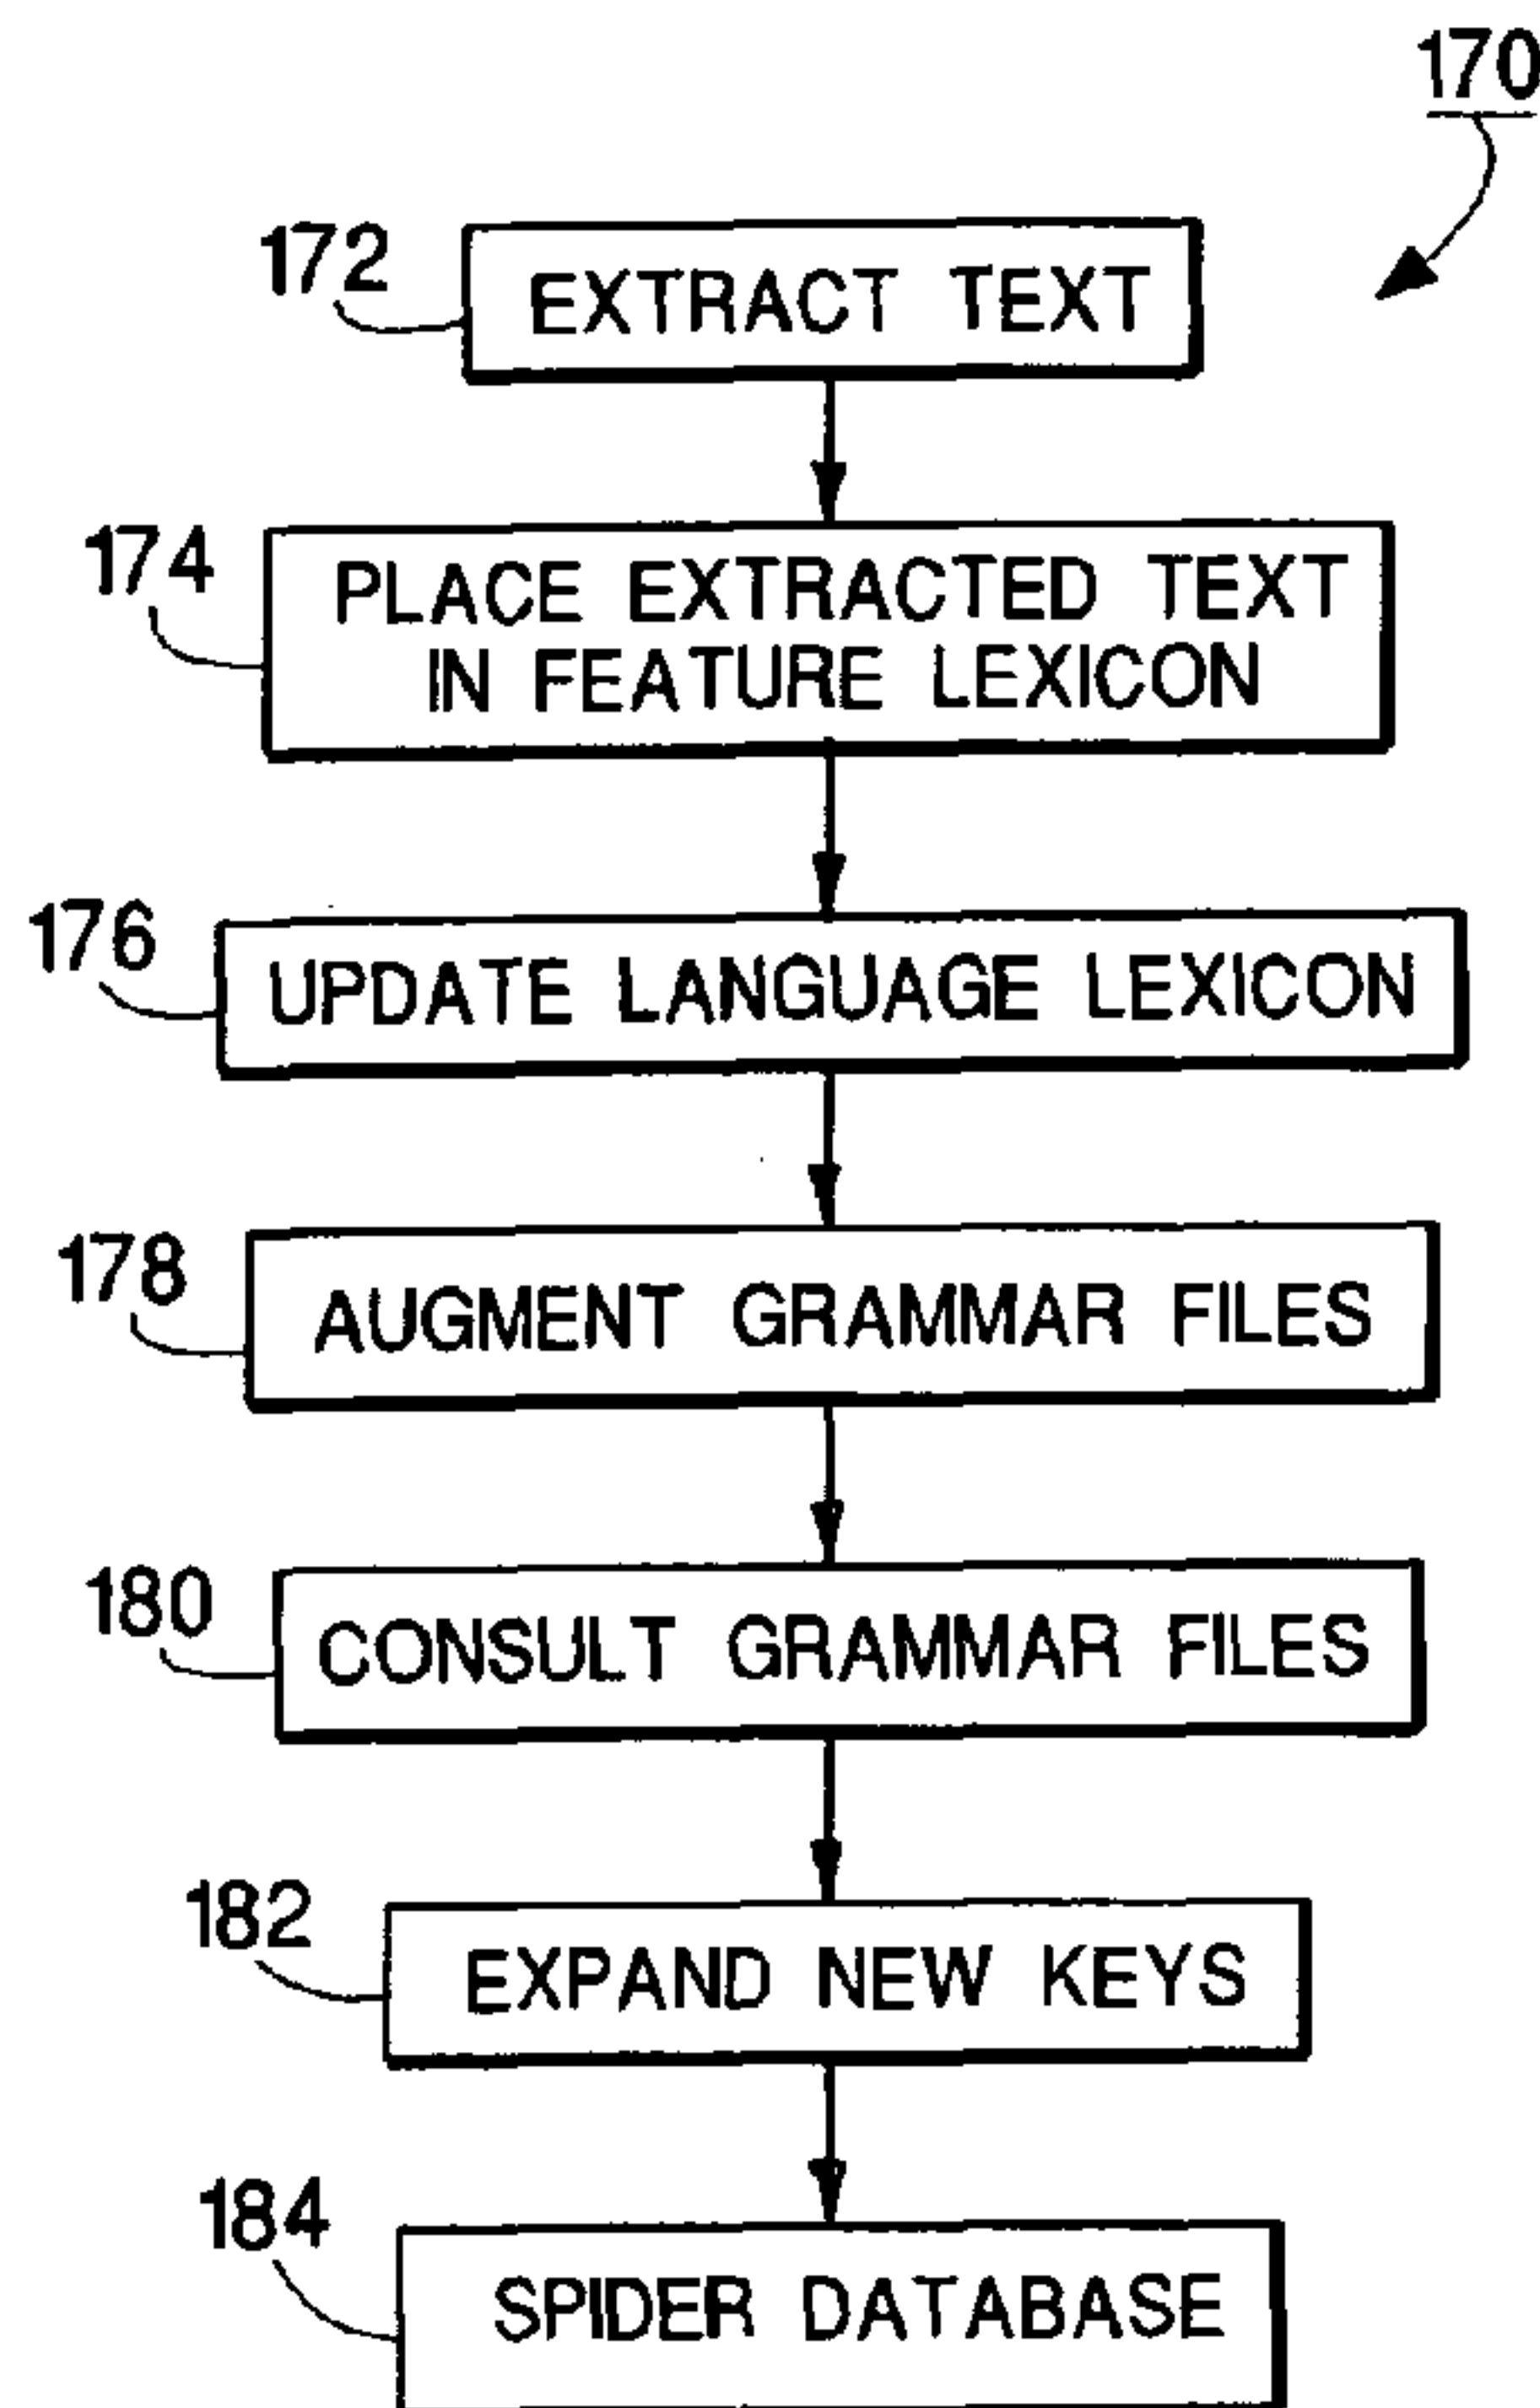 170
172
EXTRACT TEXT
174
PLACE EXTRACTED TEXT
IN FEATURE LEXICON
176
UPDATE LANGUAGE LEXICON
178
AUGMENT GRAMMAR FILES
180
CONSULT GRAMMAR FILES
182
EXPAND NEW KEYS
184
SPIDER DATABASE